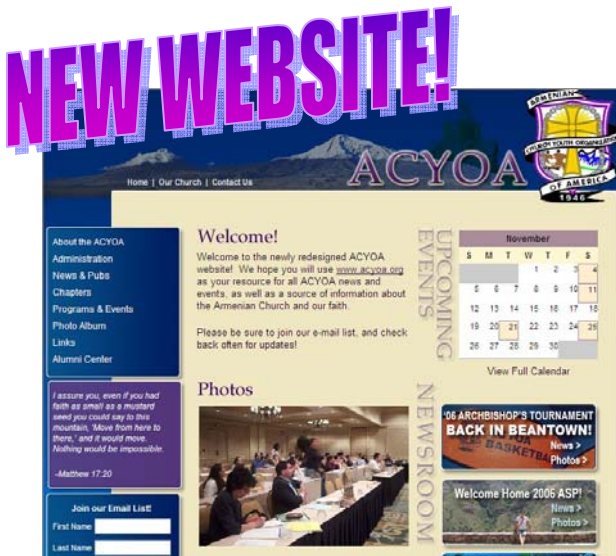 NEW WEBSITE!
ARMENIAN
CHURCH YOUTH ORGANIZATION
OF AMERICA
1946
ACYOA
Home | Our Church | Contact Us
About the ACYOA
Administration
News & Pubs
Chapters
Programs & Events
Photo Album
Links
Alumni Center
I assure you, even if you had
faith as small as a mustard
seed you could say to this
mountain, 'Move from here to
there,' and it would move.
Nothing would be impossible.
-Matthew 17:20
Join our Email List!
First Name
Last Name
Welcome!
Welcome to the newly redesigned ACYOA
website! We hope you will use www.acyoa.org
as your resource for all ACYOA news and
events, as well as a source of information about
the Armenian Church and our faith.
Please be sure to join our e-mail list, and check
back often for updates!
Photos
UPCOMING
EVENTS
November
S M T W T F S
1 2 3 4
5 6 7 8 9 10 11
12 13 14 15 16 17 18
19 20 21 22 23 24 25
26 27 28 29 30
View Full Calendar
NEWSROOM
'06 ARCHBISHOP'S TOURNAMENT
BACK IN BEANTOWN!
News >
Photos >
Welcome Home 2006 ASP!
News >
Photos >